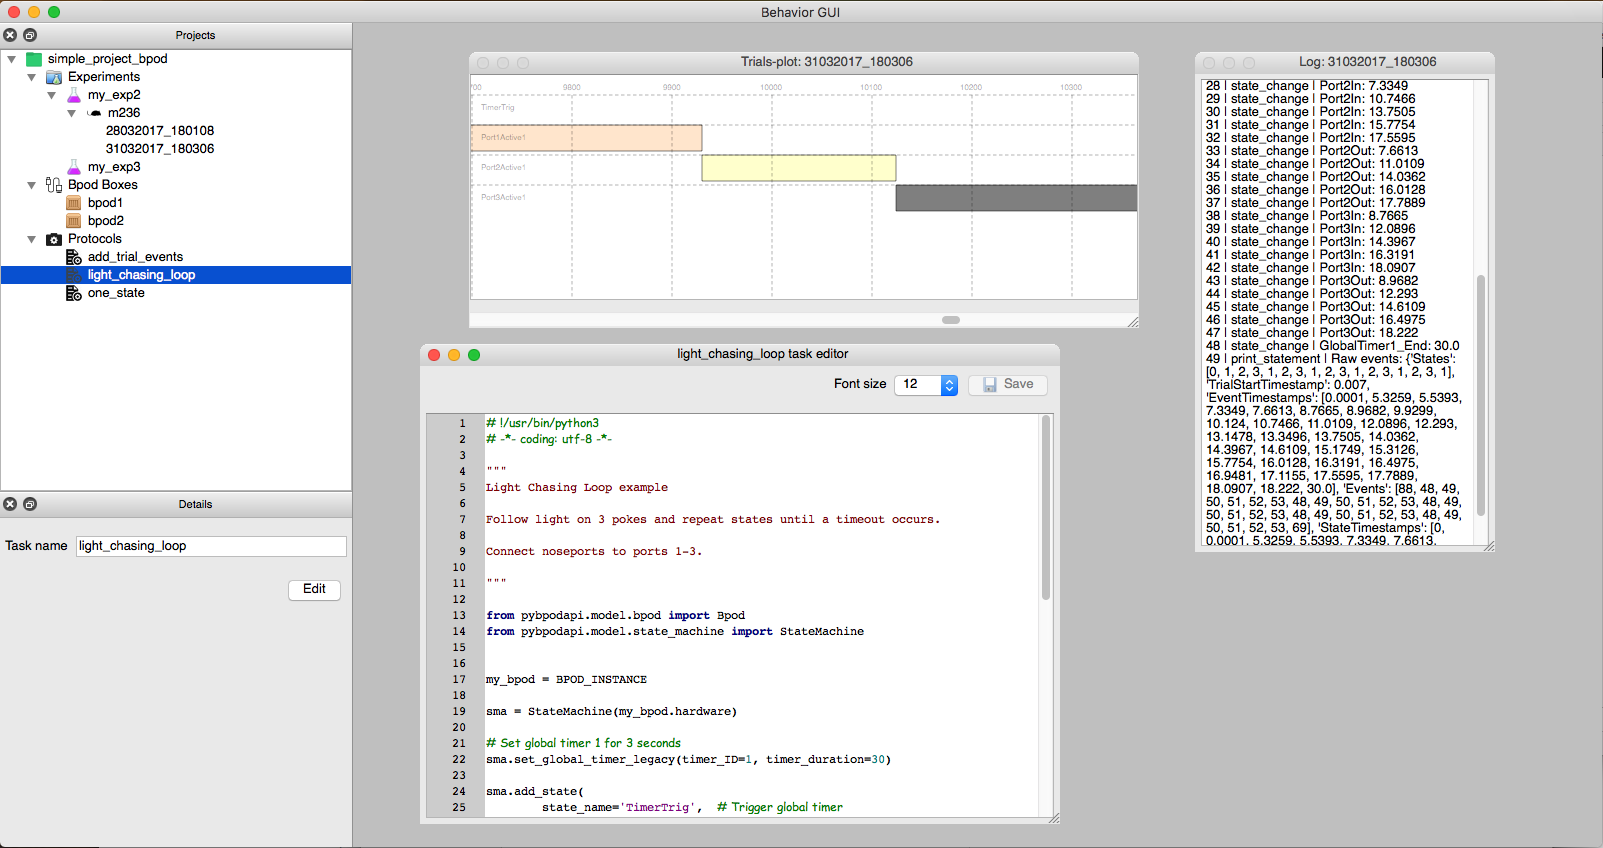 Behavior GUI
Projects
simple_project_bpod
Experiments
my_exp2
m236
28032017_180108
31032017_180306
my_exp3
Bpod Boxes
bpod1
bpod2
Protocols
add_trial_events
light_chasing_loop
one_state
Details
Task name light_chasing_loop
Edit
Trials-plot: 31032017_180306
9800 9900 10000 10100 10200 10300
TimerTrig
Port1Active1
Port2Active1
Port3Active1
light_chasing_loop task editor
Font size 12 Save
1 # !/usr/bin/python3
2 # -*- coding: utf-8 -*-
3
4 """
5 Light Chasing Loop example
6
7 Follow light on 3 pokes and repeat states until a timeout occurs.
8
9 Connect noseports to ports 1-3.
10
11 """
12
13 from pybpodapi.model.bpod import Bpod
14 from pybpodapi.model.state_machine import StateMachine
15
16
17 my_bpod = BPOD_INSTANCE
18
19 sma = StateMachine(my_bpod.hardware)
20
21 # Set global timer 1 for 3 seconds
22 sma.set_global_timer_legacy(timer_ID=1, timer_duration=30)
23
24 sma.add_state(
25 state_name='TimerTrig', # Trigger global timer
Log: 31032017_180306
28 | state_change | Port2In: 7.3349
29 | state_change | Port2In: 10.7466
30 | state_change | Port2In: 13.7505
31 | state_change | Port2In: 15.7754
32 | state_change | Port2In: 17.5595
33 | state_change | Port2Out: 7.6613
34 | state_change | Port2Out: 11.0109
35 | state_change | Port2Out: 14.0362
36 | state_change | Port2Out: 16.0128
37 | state_change | Port2Out: 17.7889
38 | state_change | Port3In: 8.7665
39 | state_change | Port3In: 12.0896
40 | state_change | Port3In: 14.3967
41 | state_change | Port3In: 16.3191
42 | state_change | Port3In: 18.0907
43 | state_change | Port3Out: 8.9682
44 | state_change | Port3Out: 12.293
45 | state_change | Port3Out: 14.6109
46 | state_change | Port3Out: 16.4975
47 | state_change | Port3Out: 18.222
48 | state_change | GlobalTimer1_End: 30.0
49 | print_statement | Raw events: {'States':
[0, 1, 2, 3, 1, 2, 3, 1, 2, 3, 1, 2, 3, 1, 2, 3, 1],
'TrialStartTimestamp': 0.007,
'EventTimestamps': [0.0001, 5.3259, 5.5393,
7.3349, 7.6613, 8.7665, 8.9682, 9.9299,
10.124, 10.7466, 11.0109, 12.0896, 12.293,
13.1478, 13.3496, 13.7505, 14.0362,
14.3967, 14.6109, 15.1749, 15.3126,
15.7754, 16.0128, 16.3191, 16.4975,
16.9481, 17.1155, 17.5595, 17.7889,
18.0907, 18.222, 30.0], 'Events': [88, 48, 49,
50, 51, 52, 53, 48, 49, 50, 51, 52, 53, 48, 49,
50, 51, 52, 53, 48, 49, 50, 51, 52, 53, 48, 49,
50, 51, 52, 53, 69], 'StateTimestamps': [0,
0.0001, 5.3259, 5.5393, 7.3349, 7.6613,